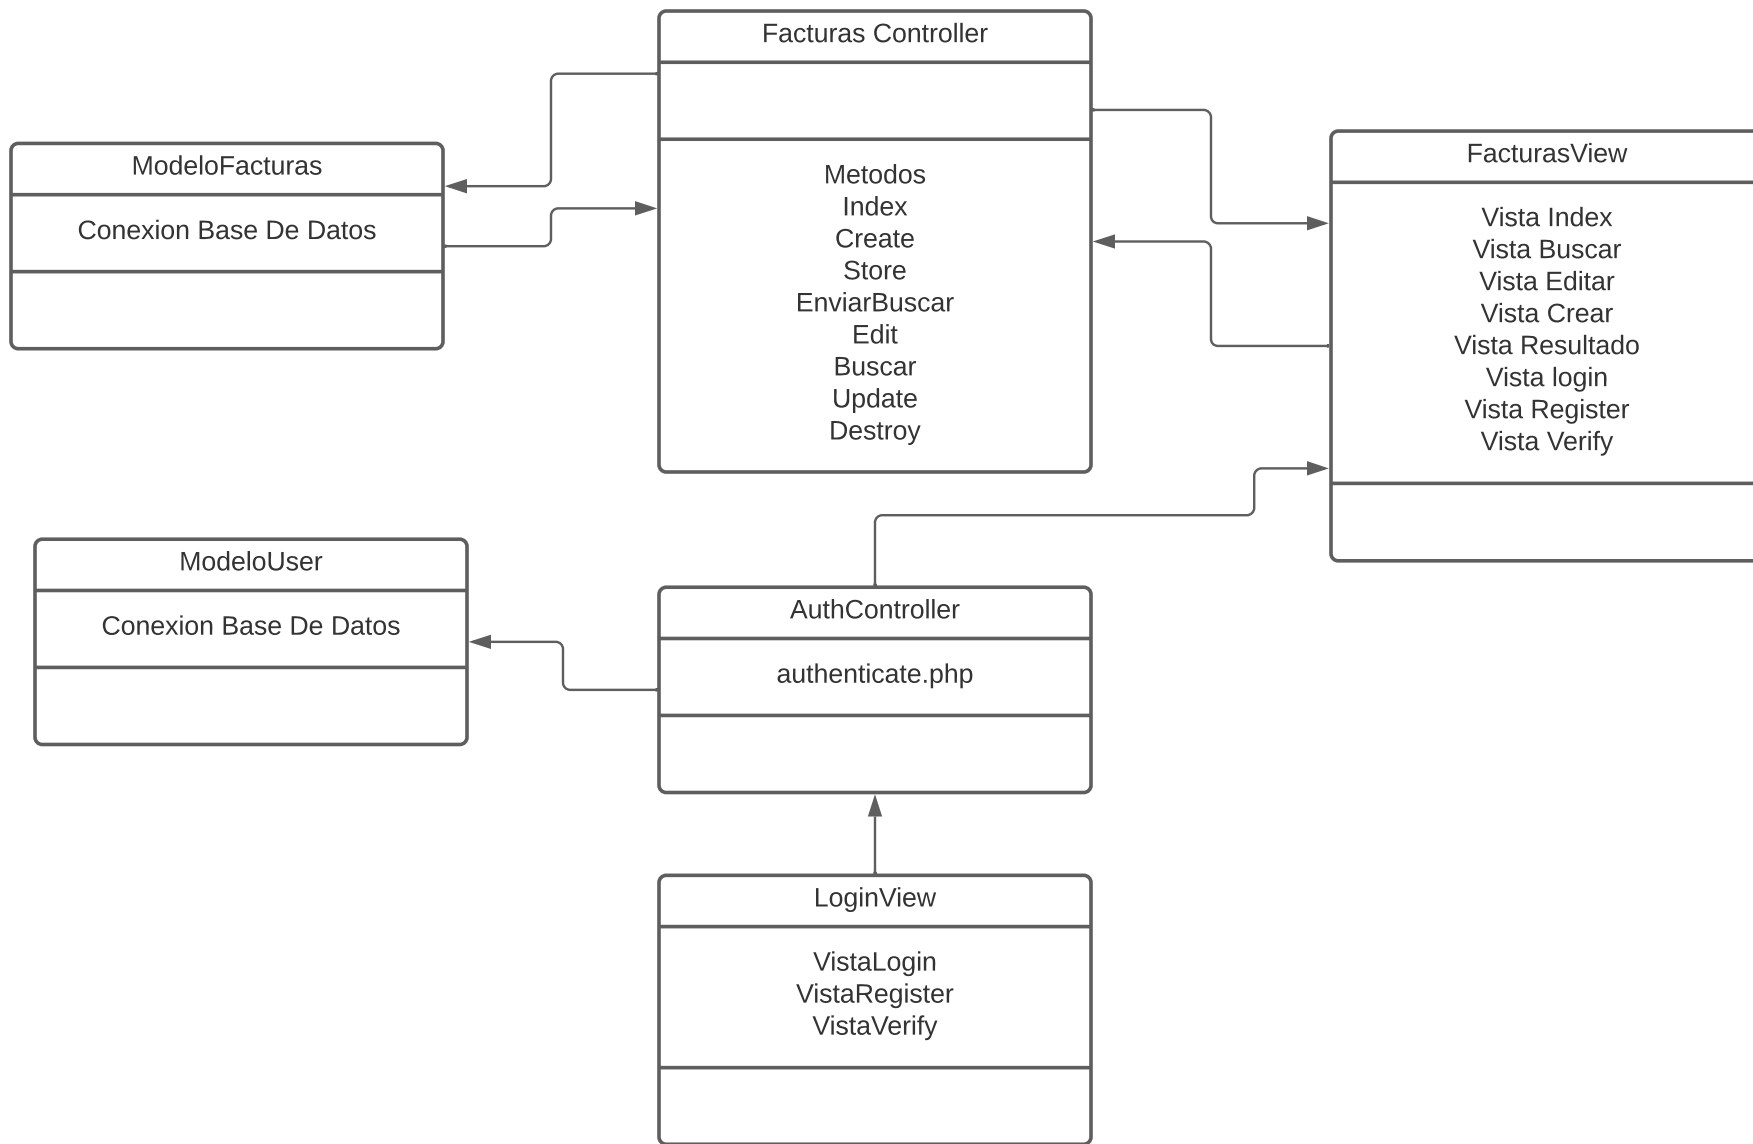 Facturas Controller
Metodos
Index
Create
Store
EnviarBuscar
Edit
Buscar
Update
Destroy
ModeloFacturas
Conexion Base De Datos
FacturasView
Vista Index
Vista Buscar
Vista Editar
Vista Crear
Vista Resultado
Vista login
Vista Register
Vista Verify
ModeloUser
Conexion Base De Datos
AuthController
authenticate.php
LoginView
VistaLogin
VistaRegister
VistaVerify